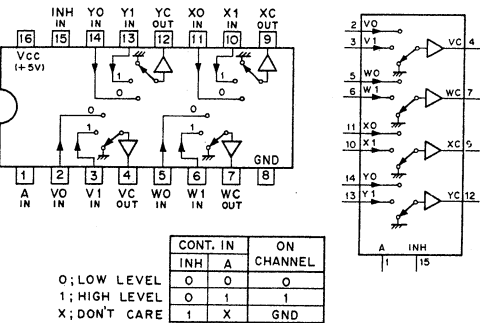 INH Y0 Y1 YC X0 X1 XC
IN IN IN OUT IN IN OUT
16 15 14 13 12 11 10 9
VCC
(+5V)
1 1
0 0
0 0
1 1
GND
1 2 3 4 5 6 7 8
A V0 V1 VC W0 W1 WC
IN IN IN OUT IN IN OUT
2 V0
3 V1
VC 4
5 W0
6 W1
WC 7
11 X0
10 X1
XC 9
14 Y0
13 Y1
YC 12
A INH
1 15
CONT. IN ON CHANNEL
INH A
0 0 0
0 1 1
1 X GND
0; LOW LEVEL
1; HIGH LEVEL
X; DON'T CARE